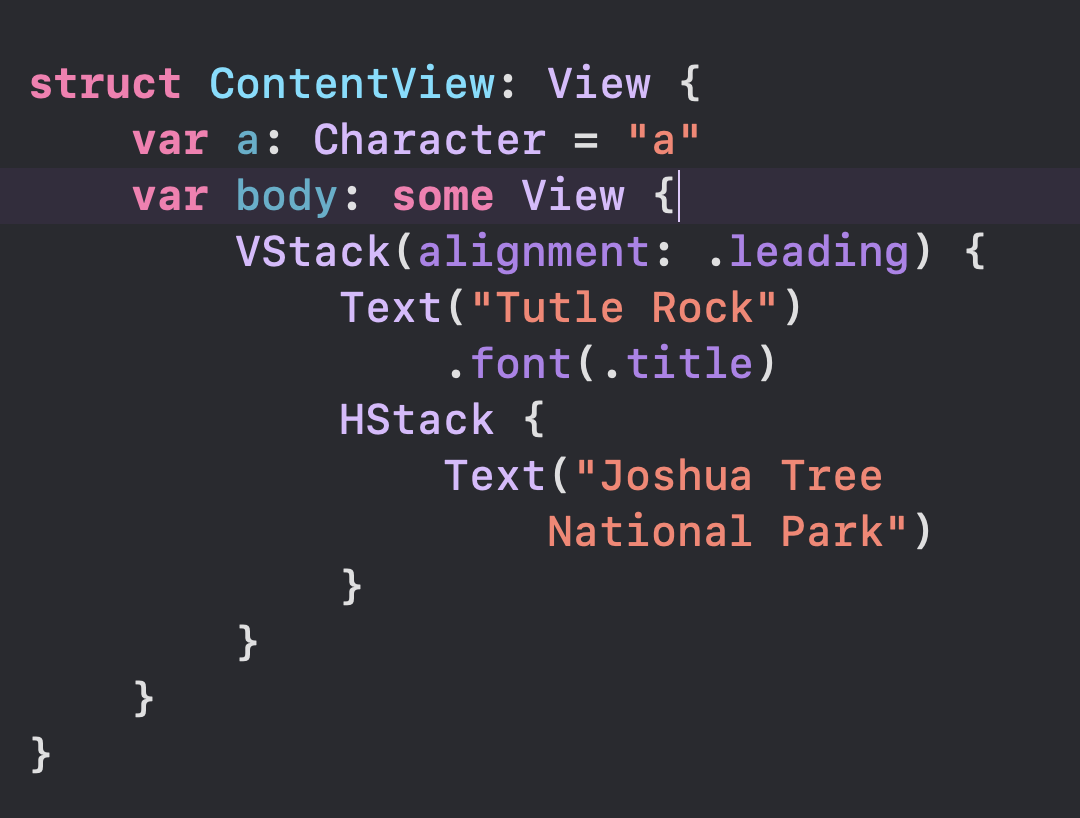 struct ContentView: View {
    var a: Character = "a"
    var body: some View {
        VStack(alignment: .leading) {
            Text("Tutle Rock")
                .font(.title)
            HStack {
                Text("Joshua Tree
                    National Park")
            }
        }
    }
}